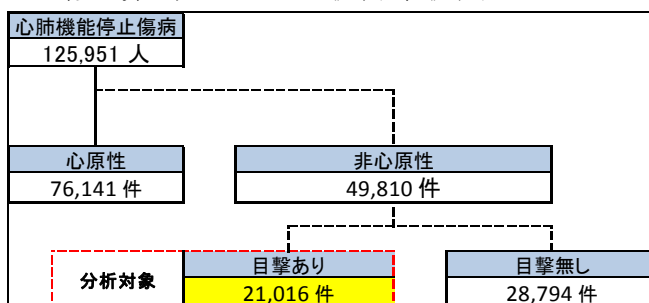 心肺機能停止傷病
125,951 人
心原性
非心原性
76,141 件
49,810 件
分析対象
目撃あり
目撃無し
21,016 件
28,794 件